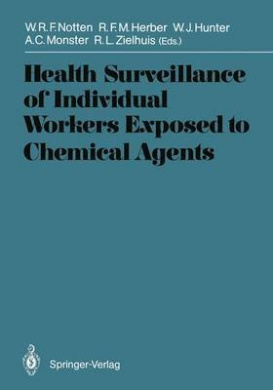 W.R.F.Notten R.F.M.Herber W.J.Hunter
A.C.Monster R.L.Zielhuis (Eds.)
Health Surveillance
of Individual
Workers Exposed to
Chemical Agents
Springer-Verlag